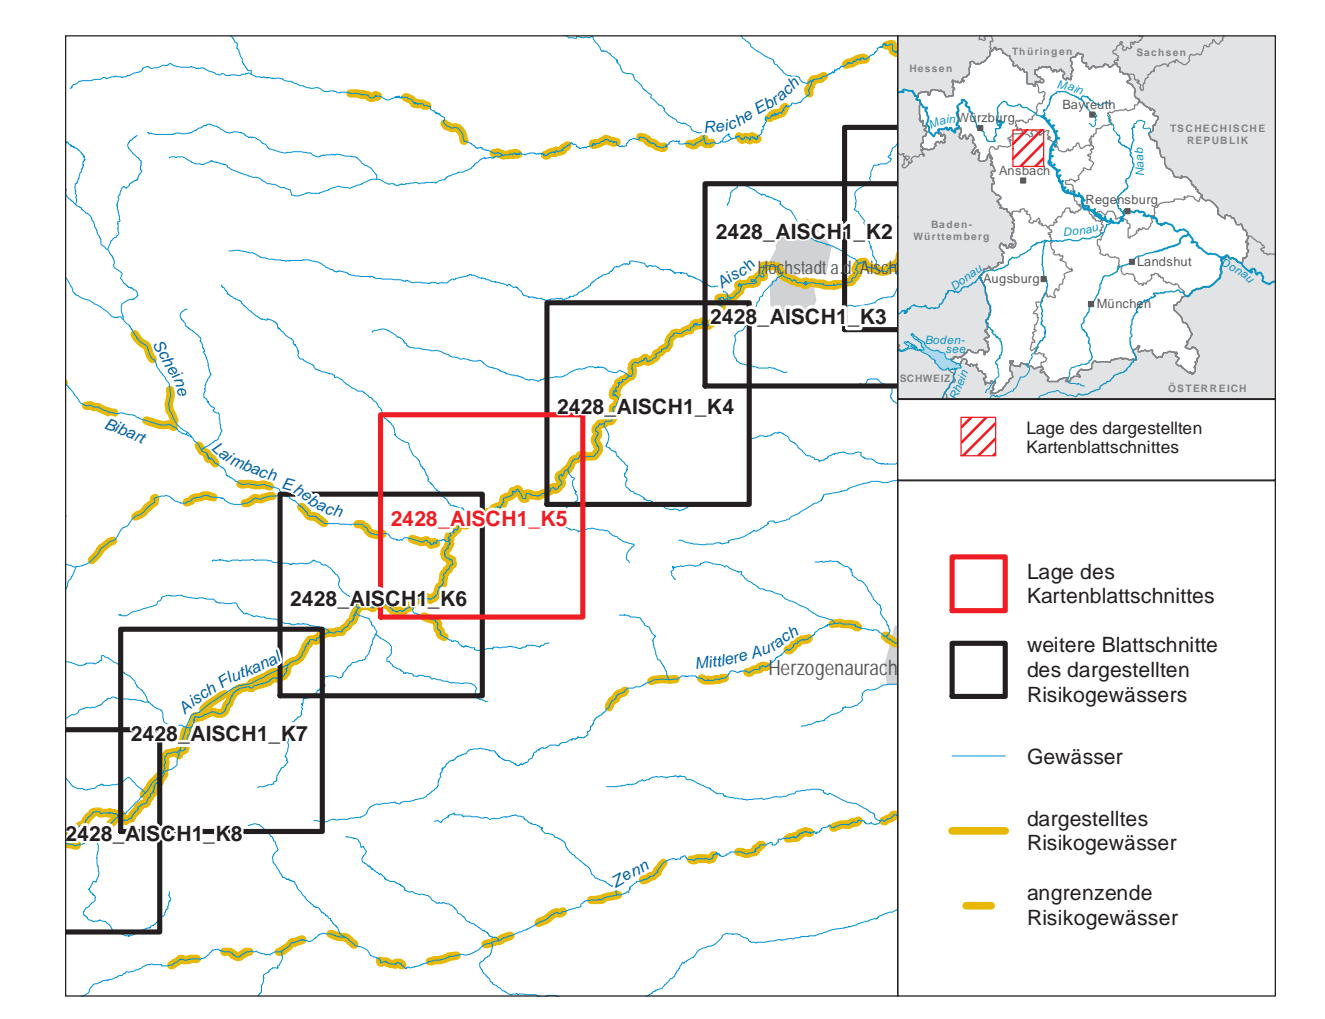 Reiche Ebrach
2428_AISCH1_K2
Aisch
Höchstadt a.d. Aisch
2428_AISCH1_K3
Scheine
2428_AISCH1_K4
Bibart
Laimbach
Ehebach
2428_AISCH1_K5
2428_AISCH1_K6
Mittlere Aurach
Herzogenaurach
Aisch Flutkanal
2428_AISCH1_K7
2428_AISCH1_K8
Zenn
Thüringen
Sachsen
Hessen
Main
Bayreuth
Main
Würzburg
TSCHECHISCHE
REPUBLIK
Naab
Ansbach
Regensburg
Baden-
Württemberg
Donau
Landshut
Donau
Donau
Augsburg
München
Boden-
see
SCHWEIZ
Rhein
ÖSTERREICH
Lage des dargestellten
Kartenblattschnittes
Lage des
Kartenblattschnittes
weitere Blattschnitte
des dargestellten
Risikogewässers
Gewässer
dargestelltes
Risikogewässer
angrenzende
Risikogewässer